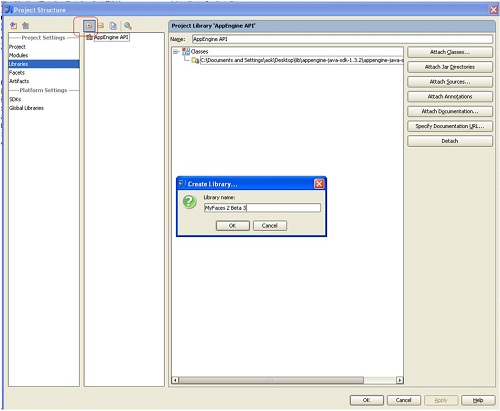 Project Structure
Project Settings
Project
Modules
Libraries
Facets
Artifacts
Platform Settings
SDKs
Global Libraries
AppEngine API
Project Library 'AppEngine API'
Name: AppEngine API
Classes
C:\Documents and Settings\aok\Desktop\lib\appengine-java-sdk-1.3.2\appengine-java-s
Attach Classes...
Attach Jar Directories
Attach Sources...
Attach Annotations
Attach Documentation...
Specify Documentation URL...
Detach
Create Library...
Library name:
MyFaces 2 Beta 3
OK
Cancel
OK
Cancel
Apply
Help